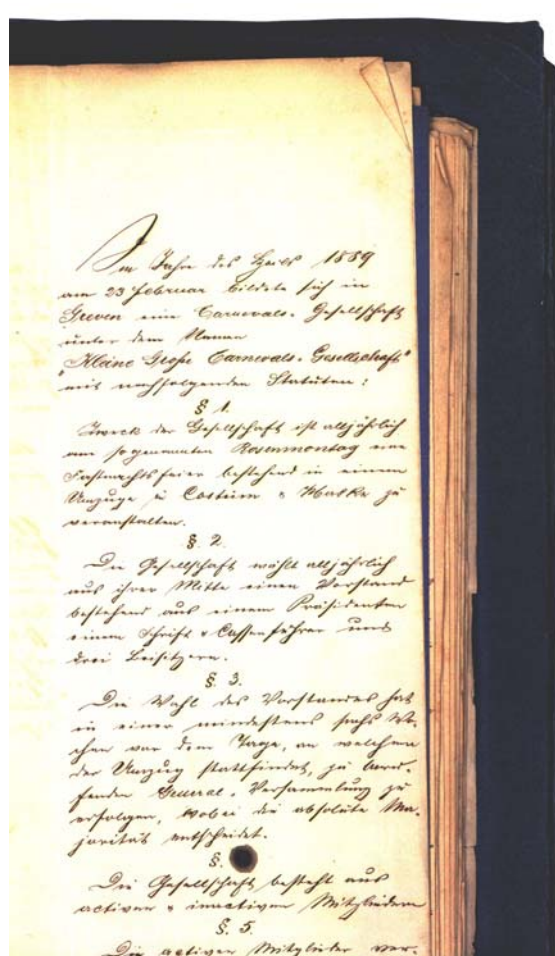 Im Jahre des Heils 1889
am 23 Februar bildete sich in
Greven eine Carnevals-Gesellschaft
unter dem Namen
"Kleine Große Carnevals-Gesellschaft"
mit nachfolgenden Statuten:
§ 1.
Zweck der Gesellschaft ist alljährlich
am sogenannten Rosenmontag eine
Fastnachtsfeier bestehend in einem
Umzuge in Costüm & Maske zu
veranstalten.
§. 2.
Die Gesellschaft wählt alljährlich
aus ihrer Mitte einen Vorstand
bestehend aus einem Präsidenten
einem Schrift & Cassenführer und
drei Beisitzern.
§. 3.
Die Wahl des Vorstandes hat
in einer mindestens sechs Wo-
chen vor dem Tage, an welchem
der Umzug stattfindet, zu beru-
fenden General-Versammlung zu
erfolgen, wobei die absolute Ma-
jorität entscheidet.
§.
Die Gesellschaft besteht aus
activen & inactiven Mitgliedern
§. 5.
Die activen Mitglieder ver-